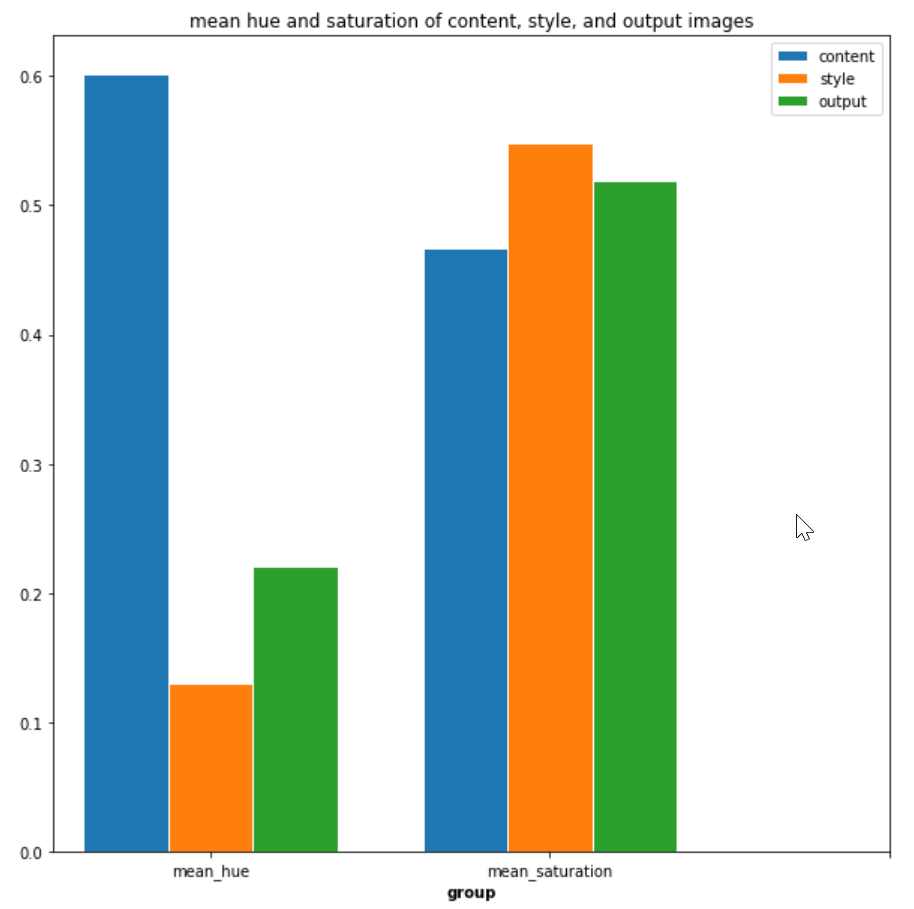 mean hue and saturation of content, style, and output images
content
style
output
0.6
0.5
0.4
0.3
0.2
0.1
0.0
mean_hue mean_saturation
group